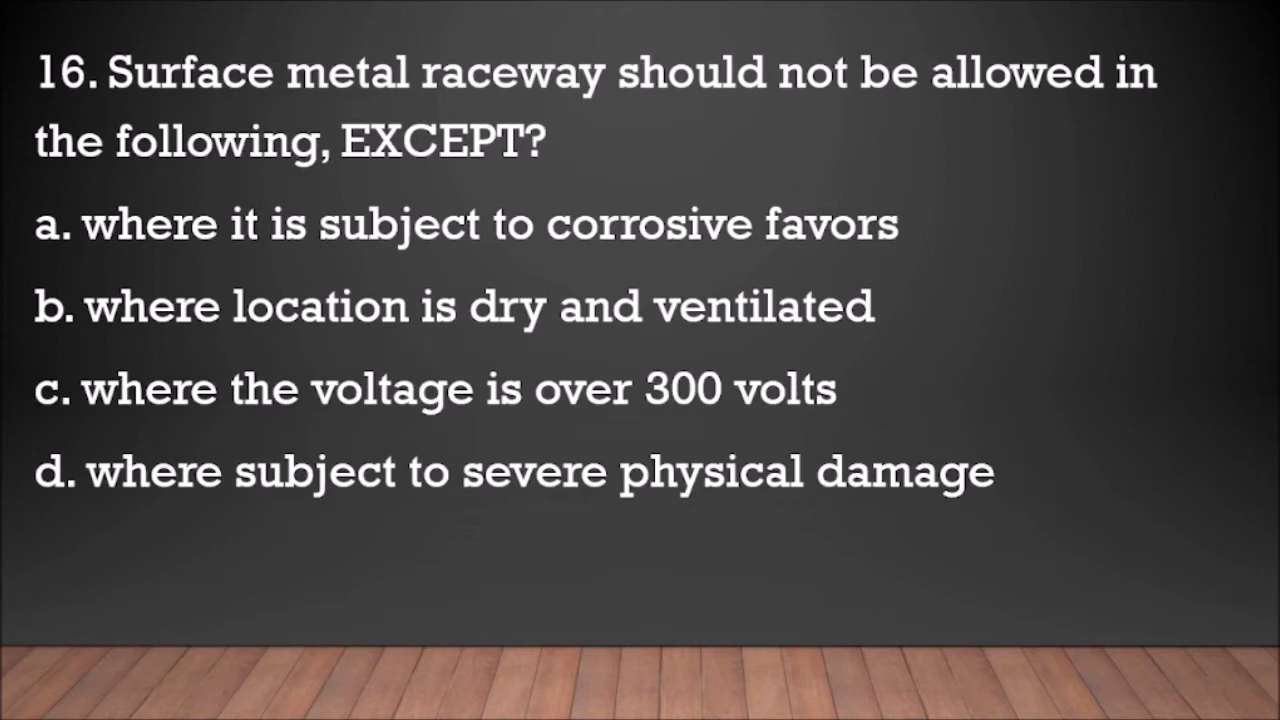 16. Surface metal raceway should not be allowed in
the following, EXCEPT?
a. where it is subject to corrosive favors
b. where location is dry and ventilated
c. where the voltage is over 300 volts
d. where subject to severe physical damage